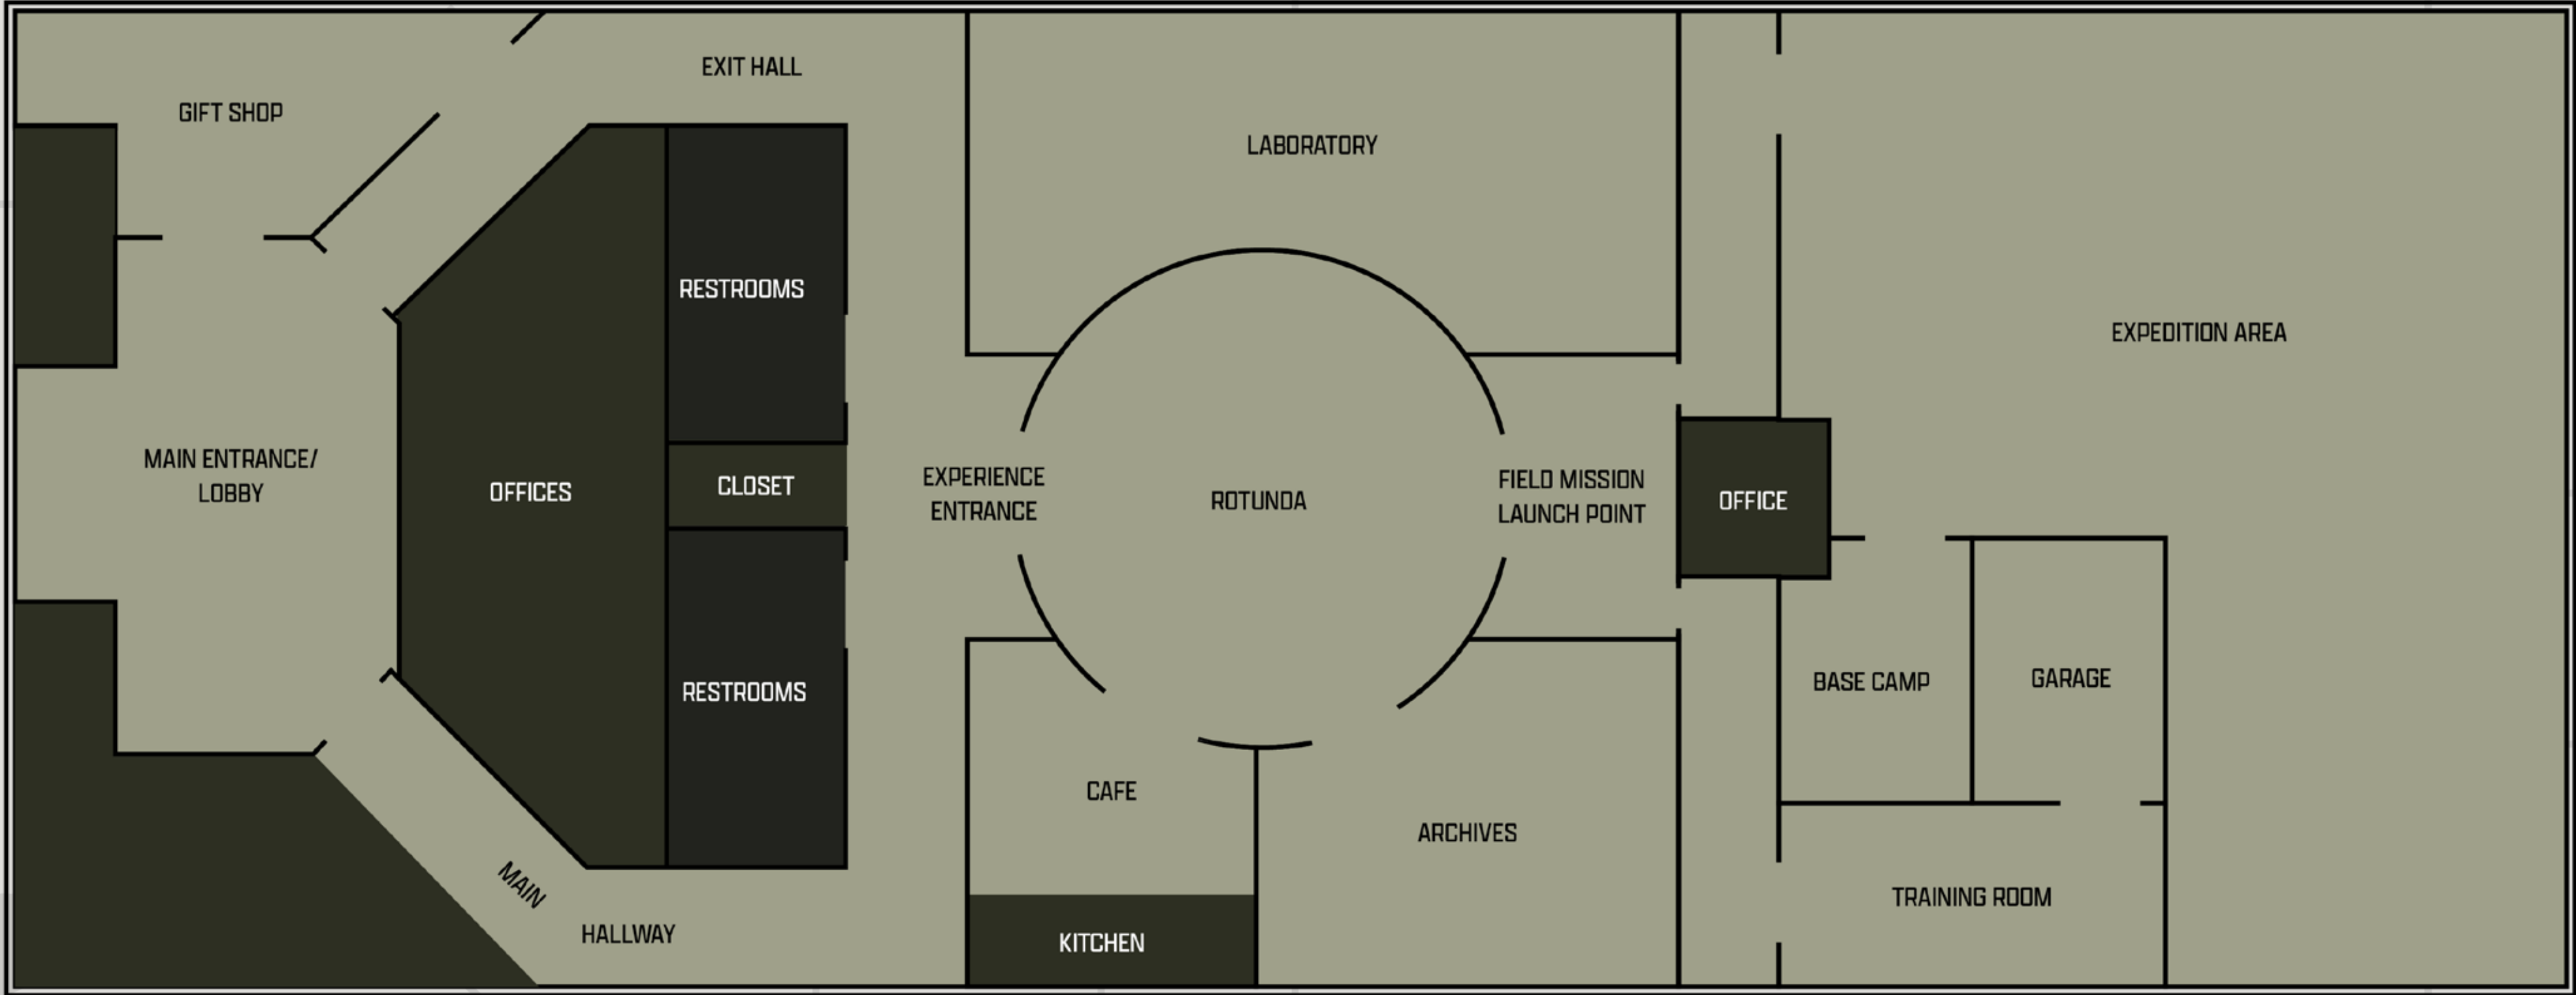 EXIT HALL
GIFT SHOP
LABORATORY
RESTROOMS
EXPEDITION AREA
MAIN ENTRANCE/
LOBBY
OFFICES
CLOSET
EXPERIENCE
ENTRANCE
ROTUNDA
FIELD MISSION
LAUNCH POINT
OFFICE
RESTROOMS
BASE CAMP
GARAGE
CAFE
ARCHIVES
MAIN
HALLWAY
KITCHEN
TRAINING ROOM